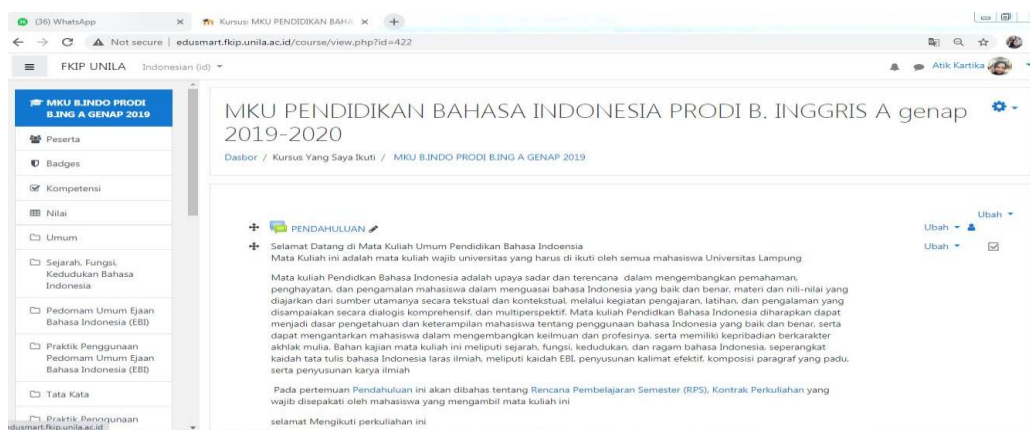 (36) WhatsApp
Kursus: MKU PENDIDIKAN BAHA
Not secure | edusmart.fkip.unila.ac.id/course/view.php?id=422
FKIP UNILA Indonesian (id)
Atik Kartika
MKU B.INDO PRODI
B.ING A GENAP 2019
Peserta
Badges
Kompetensi
Nilai
Umum
Sejarah, Fungsi,
Kedudukan Bahasa
Indonesia
Pedomam Umum Ejaan
Bahasa Indonesia (EBI)
Praktik Penggunaan
Pedomam Umum Ejaan
Bahasa Indonesia (EBI)
Tata Kata
Praktik Penggunaan
edusmart.fkip.unila.ac.id
MKU PENDIDIKAN BAHASA INDONESIA PRODI B. INGGRIS A genap
2019-2020
Dasbor / Kursus Yang Saya Ikuti / MKU B.INDO PRODI B.ING A GENAP 2019
Ubah
PENDAHULUAN
Ubah
Selamat Datang di Mata Kuliah Umum Pendidikan Bahasa Indoensia
Ubah
Mata Kuliah ini adalah mata kuliah wajib universitas yang harus di ikuti oleh semua mahasiswa Universitas Lampung
Mata kuliah Pendidkan Bahasa Indonesia adalah upaya sadar dan terencana dalam mengembangkan pemahaman,
penghayatan, dan pengamalan mahasiswa dalam menguasai bahasa Indonesia yang baik dan benar, materi dan nili-nilai yang
diajarkan dari sumber utamanya secara tekstual dan kontekstual, melalui kegiatan pengajaran, latihan, dan pengalaman yang
disampaiakan secara dialogis komprehensif, dan multiperspektif. Mata kuliah Pendidkan Bahasa Indonesia diharapkan dapat
menjadi dasar pengetahuan dan keterampilan mahasiswa tentang penggunaan bahasa Indonesia yang baik dan benar, serta
dapat mengantarkan mahasiswa dalam mengembangkan keilmuan dan profesinya, serta memiliki kepribadian berkarakter
akhlak mulia. Bahan kajian mata kuliah ini meliputi sejarah, fungsi, kedudukan, dan ragam bahasa Indonesia, seperangkat
kaidah tata tulis bahasa Indonesia laras ilmiah, meliputi kaidah EBI, penyusunan kalimat efektif, komposisi paragraf yang padu,
serta penyusunan karya ilmiah
Pada pertemuan Pendahuluan ini akan dibahas tentang Rencana Pembelajaran Semester (RPS), Kontrak Perkuliahan yang
wajib disepakati oleh mahasiswa yang mengambil mata kuliah ini
selamat Mengikuti perkuliahan ini